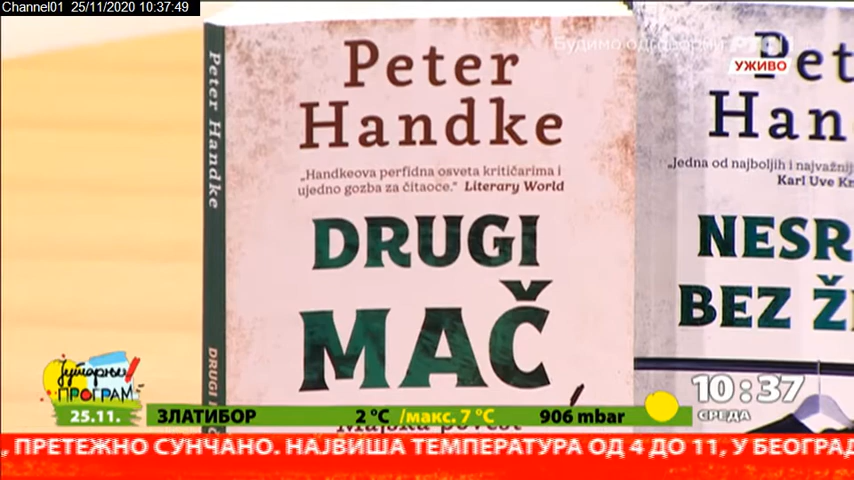 Channel01 25/11/2020 10:37:49
Peter Handke
DRUGI
Peter
Handke
„Handkeova perfidna osveta kritičarima i
ujedno gozba za čitaoce.“ Literary World
DRUGI
MAČ
Majska povest
Будимо одговорни РТС
УЖИВО
Pet
Han
„Jedna od najboljih i najvažnij
Karl Uve Kn
NESR
BEZ Ž
Јутарњи
ПРОГРАМ
25.11.
ЗЛАТИБОР 2 °C /макс. 7 °C 906 mbar
10:37
СРЕДА
, ПРЕТЕЖНО СУНЧАНО. НАЈВИША ТЕМПЕРАТУРА ОД 4 ДО 11, У БЕОГРАД